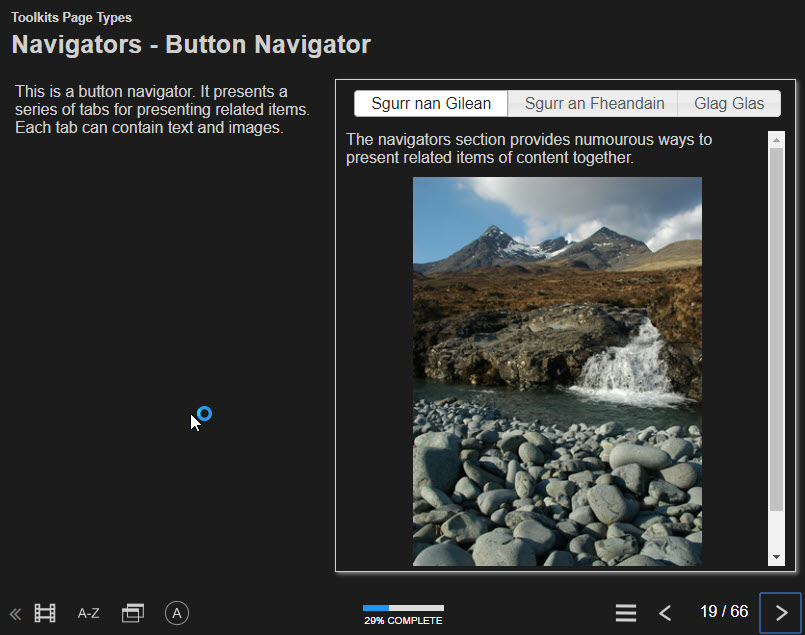 Toolkits Page Types
Navigators - Button Navigator
This is a button navigator. It presents a
series of tabs for presenting related items.
Each tab can contain text and images.
Sgurr nan Gilean Sgurr an Fheandain Glag Glas
The navigators section provides numourous ways to
present related items of content together.
A-Z
A
29% COMPLETE
19 / 66